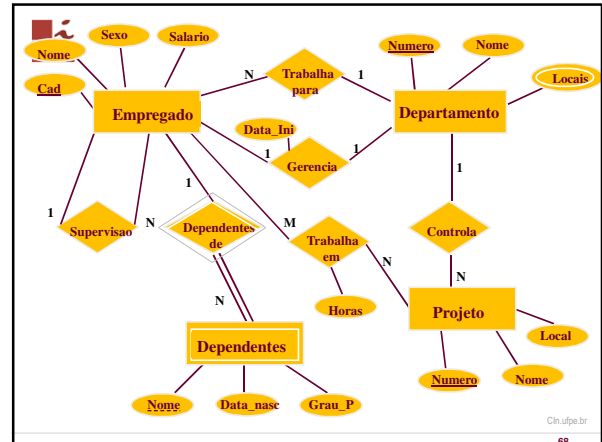 Sexo
Salario
Nome
Cad
Empregado
N
Trabalha
para
1
Numero
Nome
Locais
Departamento
Data_Ini
1
Gerencia
1
1
1
Supervisao
N
1
Dependentes
de
N
M
Trabalha
em
N
Horas
Controla
N
Projeto
Local
Numero
Nome
Dependentes
Nome
Data_nasc
Grau_P
CIn.ufpe.br
68